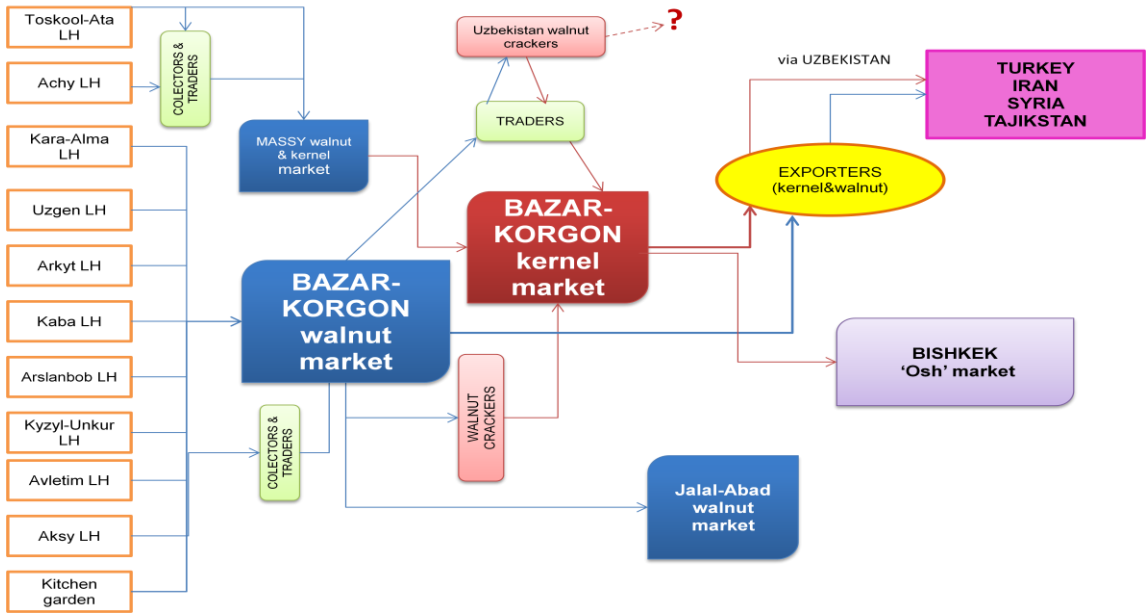 Toskool-Ata
LH
Achy LH
Kara-Alma
LH
Uzgen LH
Arkyt LH
Kaba LH
Arslanbob LH
Kyzyl-Unkur
LH
Avletim LH
Aksy LH
Kitchen
garden
COLECTORS &
TRADERS
MASSY walnut
& kernel
market
BAZAR-
KORGON
walnut
market
COLECTORS &
TRADERS
Uzbekistan walnut
crackers
?
TRADERS
BAZAR-
KORGON
kernel
market
WALNUT
CRACKERS
via UZBEKISTAN
TURKEY
IRAN
SYRIA
TAJIKSTAN
EXPORTERS
(kernel&walnut)
BISHKEK
‘Osh’ market
Jalal-Abad
walnut
market